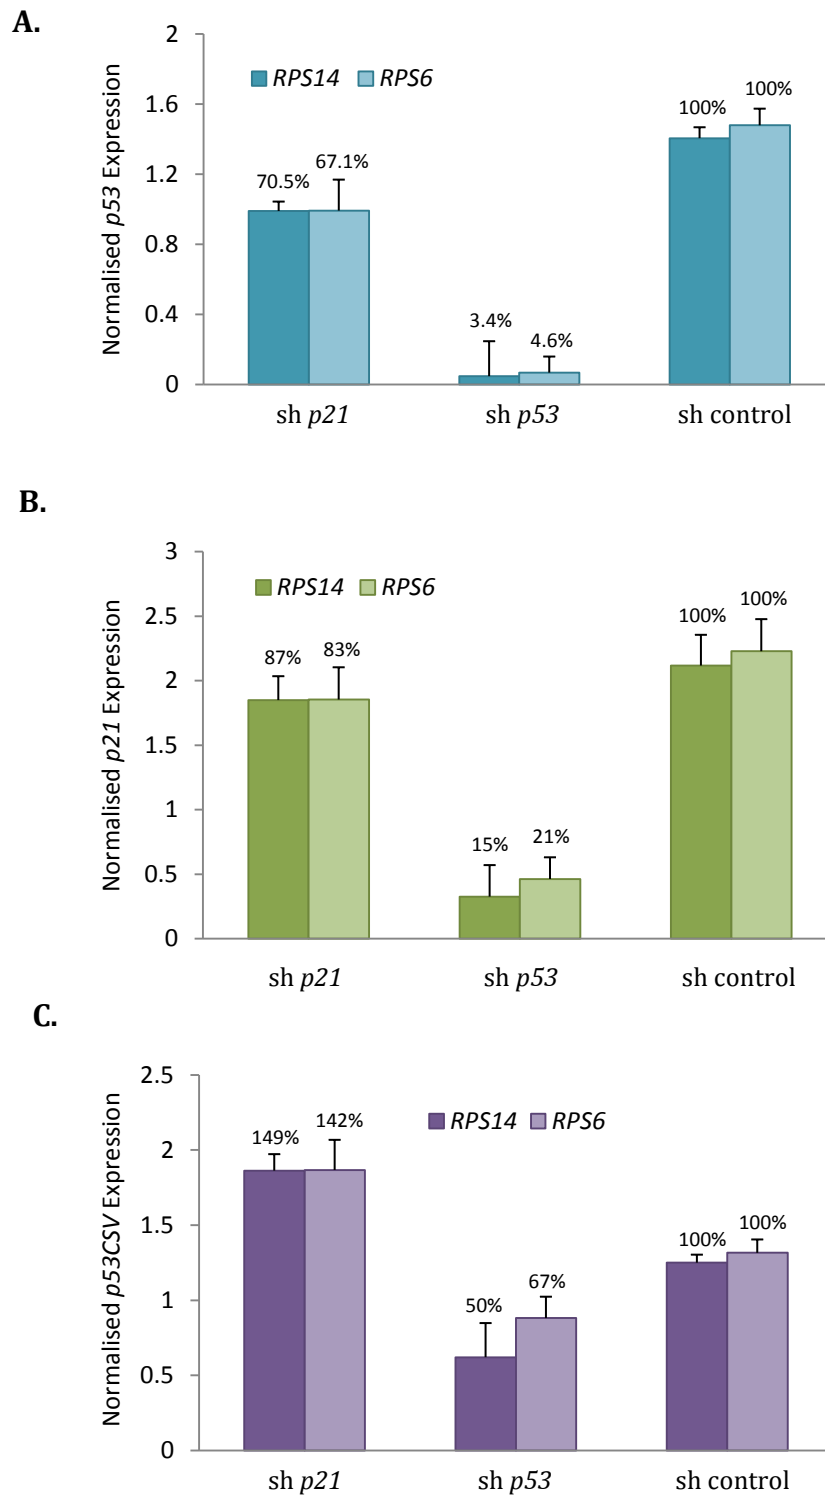 A.
Normalised p53 Expression
2
1.6
1.2
0.8
0.4
0
RPS14 RPS6
70.5% 67.1%
3.4% 4.6%
100% 100%
sh p21 sh p53 sh control
B.
Normalised p21 Expression
3
2.5
2
1.5
1
0.5
0
RPS14 RPS6
87% 83%
15% 21%
100% 100%
sh p21 sh p53 sh control
C.
Normalised p53CSV Expression
2.5
2
1.5
1
0.5
0
RPS14 RPS6
149% 142%
50% 67%
100% 100%
sh p21 sh p53 sh control